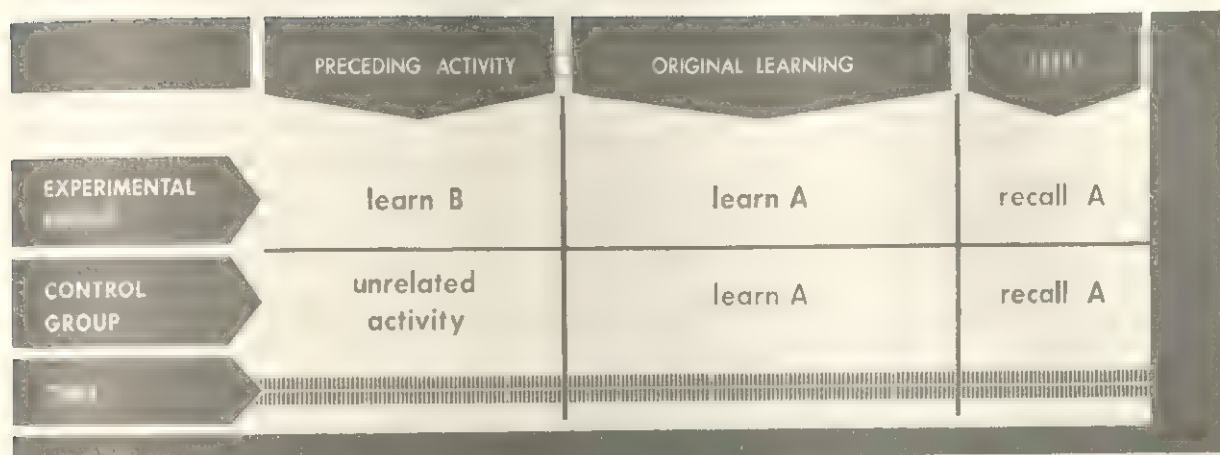 PRECEDING ACTIVITY
ORIGINAL LEARNING
EXPERIMENTAL
learn B
learn A
recall A
CONTROL
GROUP
unrelated
activity
learn A
recall A